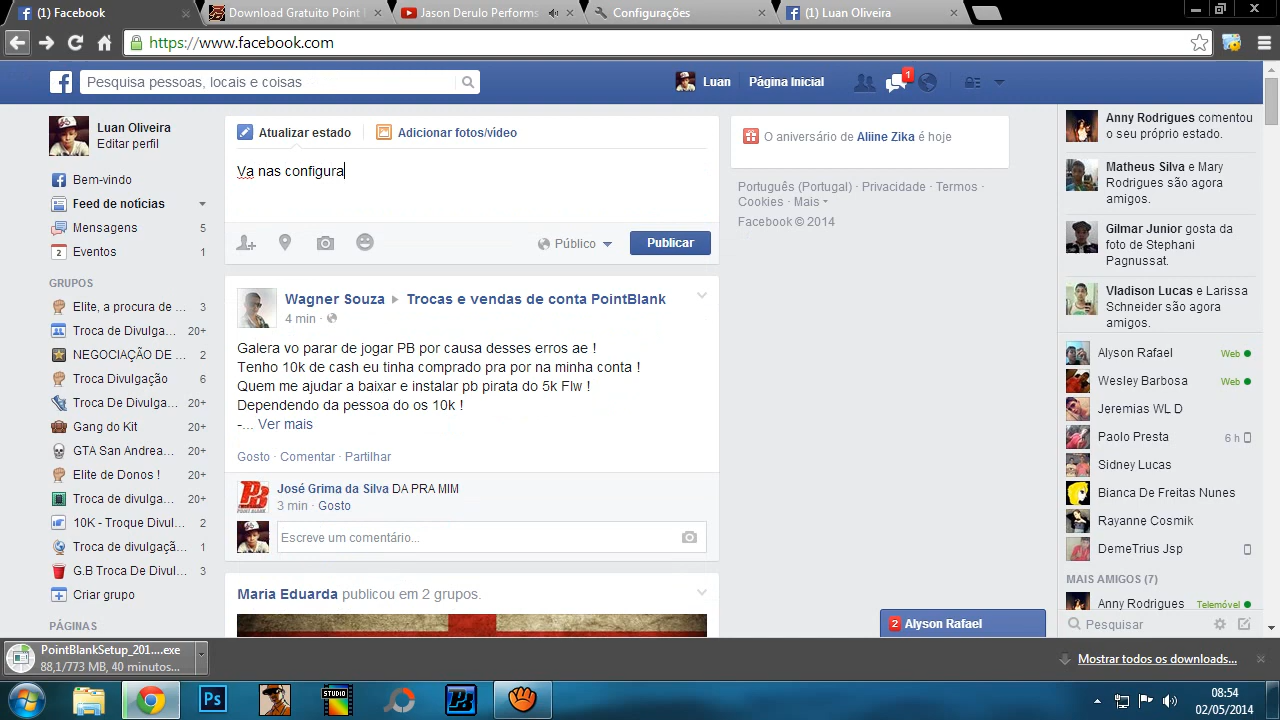 (1) Facebook
Download Gratuito Point
Jason Derulo Performs
Configurações
(1) Luan Oliveira
https://www.facebook.com
Pesquisa pessoas, locais e coisas
Luan
Página Inicial
1
Luan Oliveira
Editar perfil
Bem-vindo
Feed de notícias
Mensagens 5
Eventos 1
GRUPOS
Elite, a procura de ... 3
Troca de Divulga... 20+
NEGOCIAÇÃO DE ... 2
Troca Divulgação 6
Troca De Divulga... 20+
Gang do Kit 20+
GTA San Andrea... 20+
Elite de Donos ! 20+
Troca de divulga... 20+
10K - Troque Divul... 2
Troca de divulgaçã... 1
G.B Troca De Divul... 3
Criar grupo
PÁGINAS
Atualizar estado
Adicionar fotos/vídeo
Va nas configura
Público
Publicar
Wagner Souza
Trocas e vendas de conta PointBlank
4 min ·
Galera vo parar de jogar PB por causa desses erros ae !
Tenho 10k de cash eu tinha comprado pra por na minha conta !
Quem me ajudar a baixar e instalar pb pirata do 5k Flw !
Dependendo da pessoa do os 10k !
-... Ver mais
Gosto · Comentar · Partilhar
José Grima da Silva DA PRA MIM
3 min · Gosto
Escreve um comentário...
Maria Eduarda publicou em 2 grupos.
O aniversário de Aliine Zika é hoje
Português (Portugal) · Privacidade · Termos ·
Cookies · Mais
Facebook © 2014
Anny Rodrigues comentou
o seu próprio estado.
Matheus Silva e Mary
Rodrigues são agora
amigos.
Gilmar Junior gosta da
foto de Stephani
Pagnussat.
Vladison Lucas e Larissa
Schneider são agora
amigos.
Alyson Rafael Web
Wesley Barbosa Web
Jeremias WL D
Paolo Presta 6 h
Sidney Lucas
Bianca De Freitas Nunes
Rayanne Cosmik
DemeTrius Jsp
MAIS AMIGOS (7)
Anny Rodrigues Telemóvel
Pesquisar
2 Alyson Rafael
PointBlankSetup_201....exe
88,1/773 MB, 40 minutos...
Mostrar todos os downloads...
Ps
STUDIO
08:54
02/05/2014